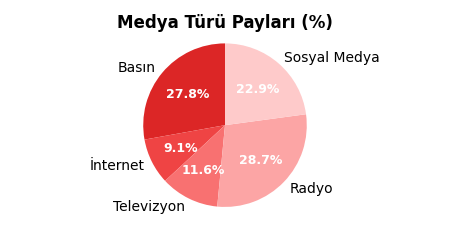 Medya Türü Payları (%)
Basın
27.8%
İnternet
9.1%
Televizyon
11.6%
Radyo
28.7%
Sosyal Medya
22.9%